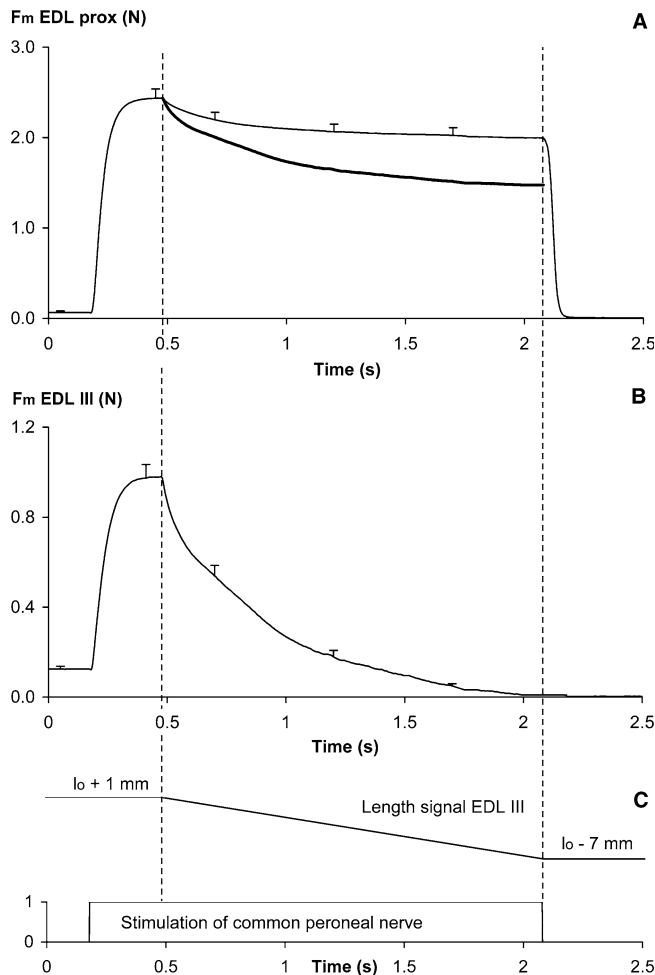 Fm EDL prox (N)
A
3.0
2.0
1.0
0.0
0 0.5 1 1.5 2 2.5
Time (s)
Fm EDL III (N)
B
1.2
0.8
0.4
0.0
0 0.5 1 1.5 2 2.5
Time (s)
C
lo + 1 mm
Length signal EDL III
lo - 7 mm
1
Stimulation of common peroneal nerve
0
0 0.5 1 Time (s) 1.5 2 2.5